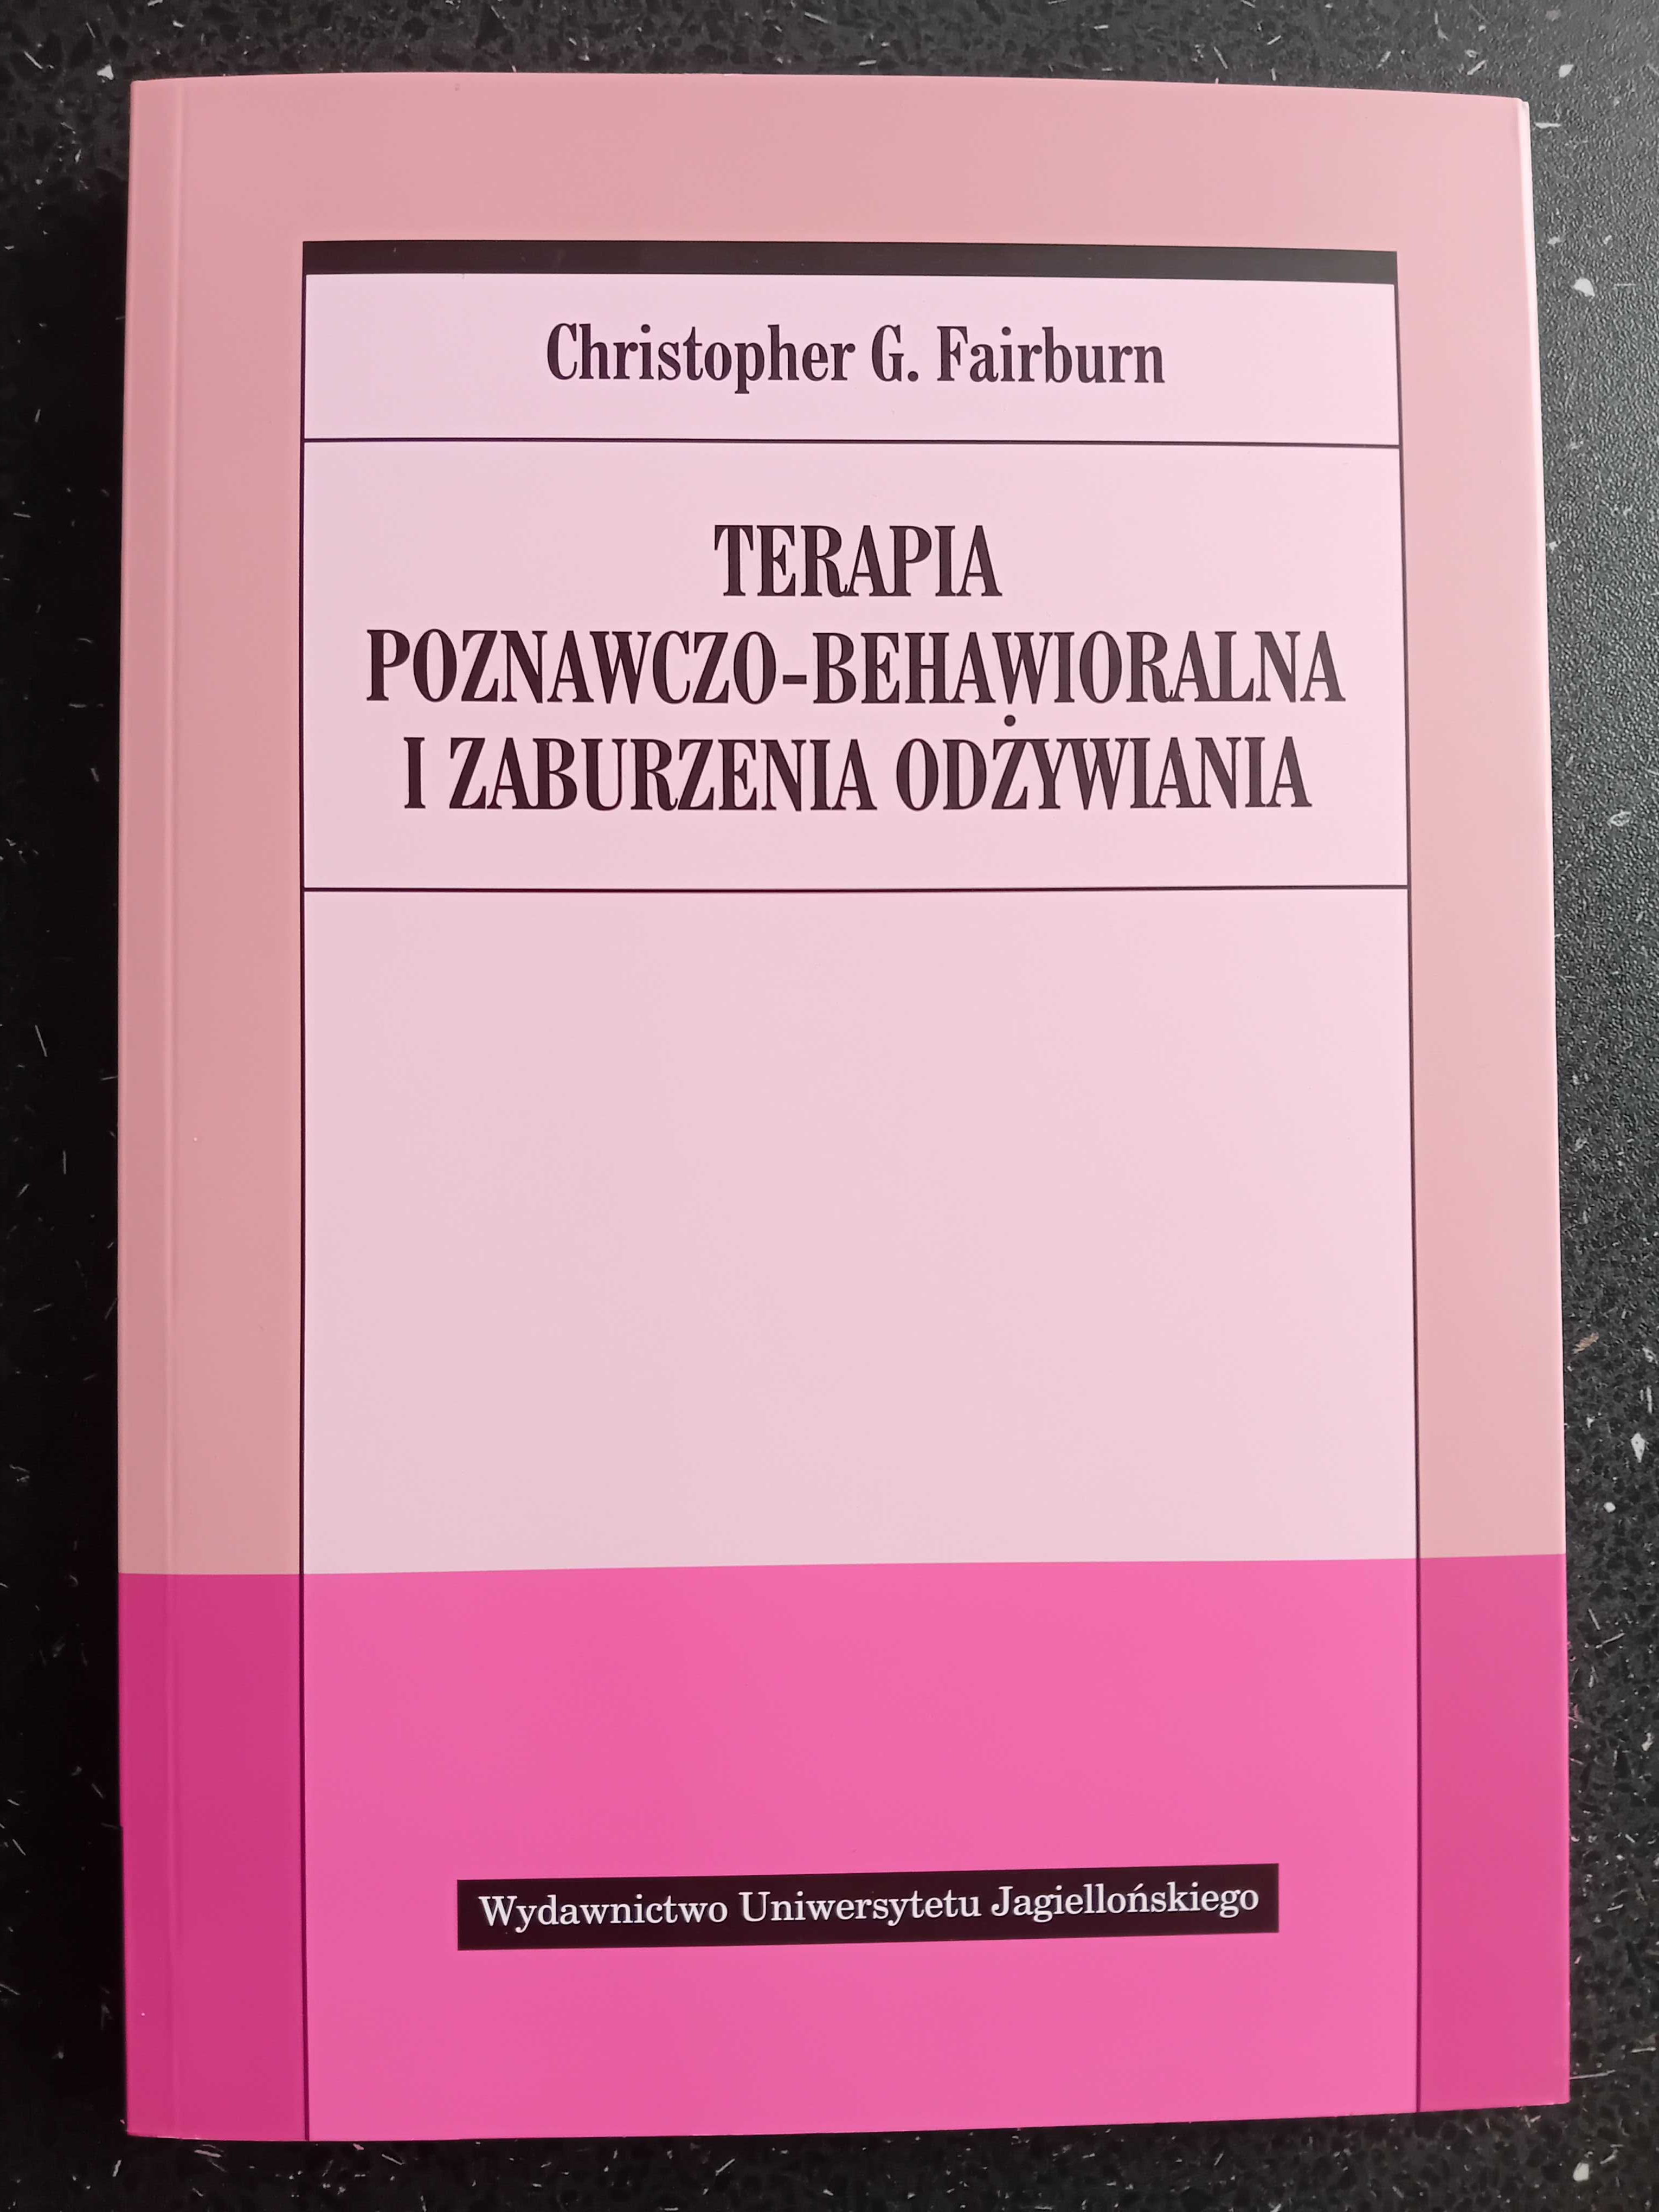 Christopher G. Fairburn
TERAPIA
POZNAWCZO-BEHAWIORALNA
I ZABURZENIA ODŻYWIANIA
Wydawnictwo Uniwersytetu Jagiellońskiego